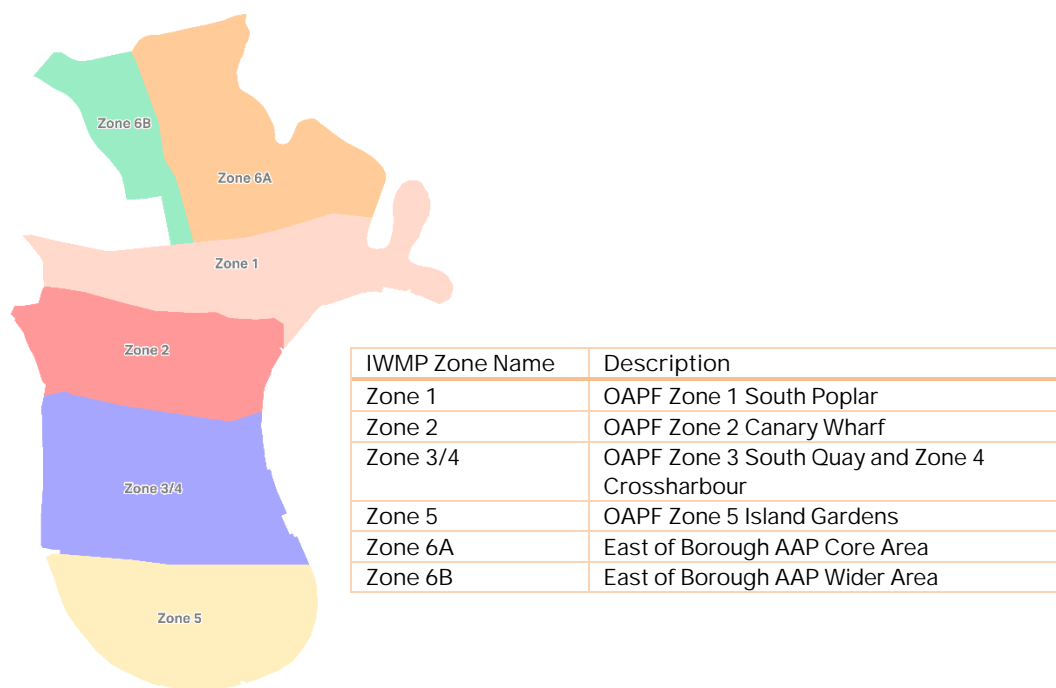 Zone 6B
Zone 6A
Zone 1
Zone 2
Zone 3/4
Zone 5
IWMP Zone Name Description
Zone 1 OAPF Zone 1 South Poplar
Zone 2 OAPF Zone 2 Canary Wharf
Zone 3/4 OAPF Zone 3 South Quay and Zone 4
Crossharbour
Zone 5 OAPF Zone 5 Island Gardens
Zone 6A East of Borough AAP Core Area
Zone 6B East of Borough AAP Wider Area